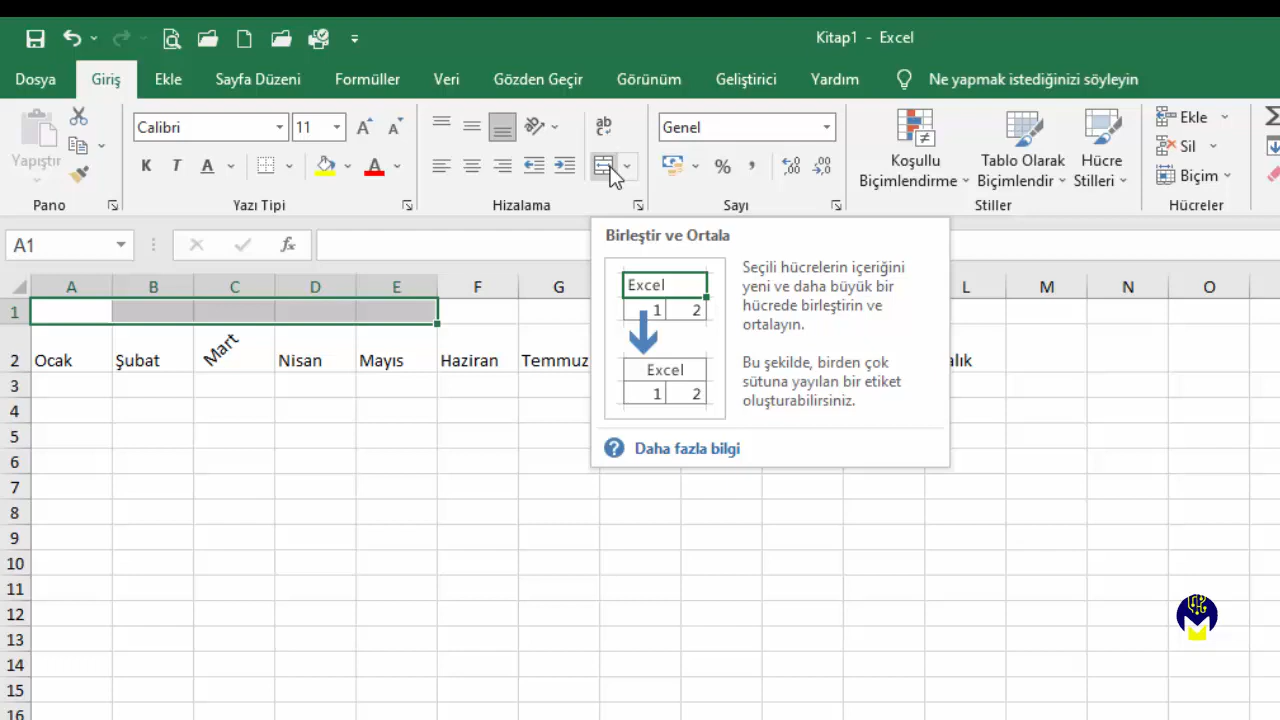 Kitap1 - Excel
Dosya Giriş Ekle Sayfa Düzeni Formüller Veri Gözden Geçir Görünüm Geliştirici Yardım Ne yapmak istediğinizi söyleyin
Yapıştır
Calibri 11
K T A A
ab
Genel
%
Koşullu
Biçimlendirme
Tablo Olarak
Biçimlendir
Hücre
Stilleri
Ekle
Sil
Biçim
Pano Yazı Tipi Hizalama Sayı Stiller Hücreler
A1 fx
Birleştir ve Ortala
Excel
1 2
Excel
1 2
Seçili hücrelerin içeriğini
yeni ve daha büyük bir
hücrede birleştirin ve
ortalayın.
Bu şekilde, birden çok
sütuna yayılan bir etiket
oluşturabilirsiniz.
Daha fazla bilgi
A B C D E F G L M N O
1
2 Ocak Şubat Mart Nisan Mayıs Haziran Temmuz alık
3
4
5
6
7
8
9
10
11
12
13
14
15
16